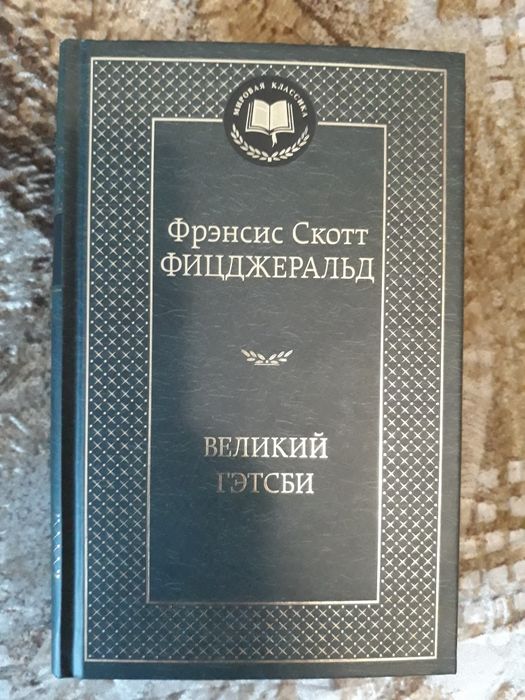 МИРОВАЯ КЛАССИКА
Фрэнсис Скотт
ФИЦДЖЕРАЛЬД
ВЕЛИКИЙ
ГЭТСБИ